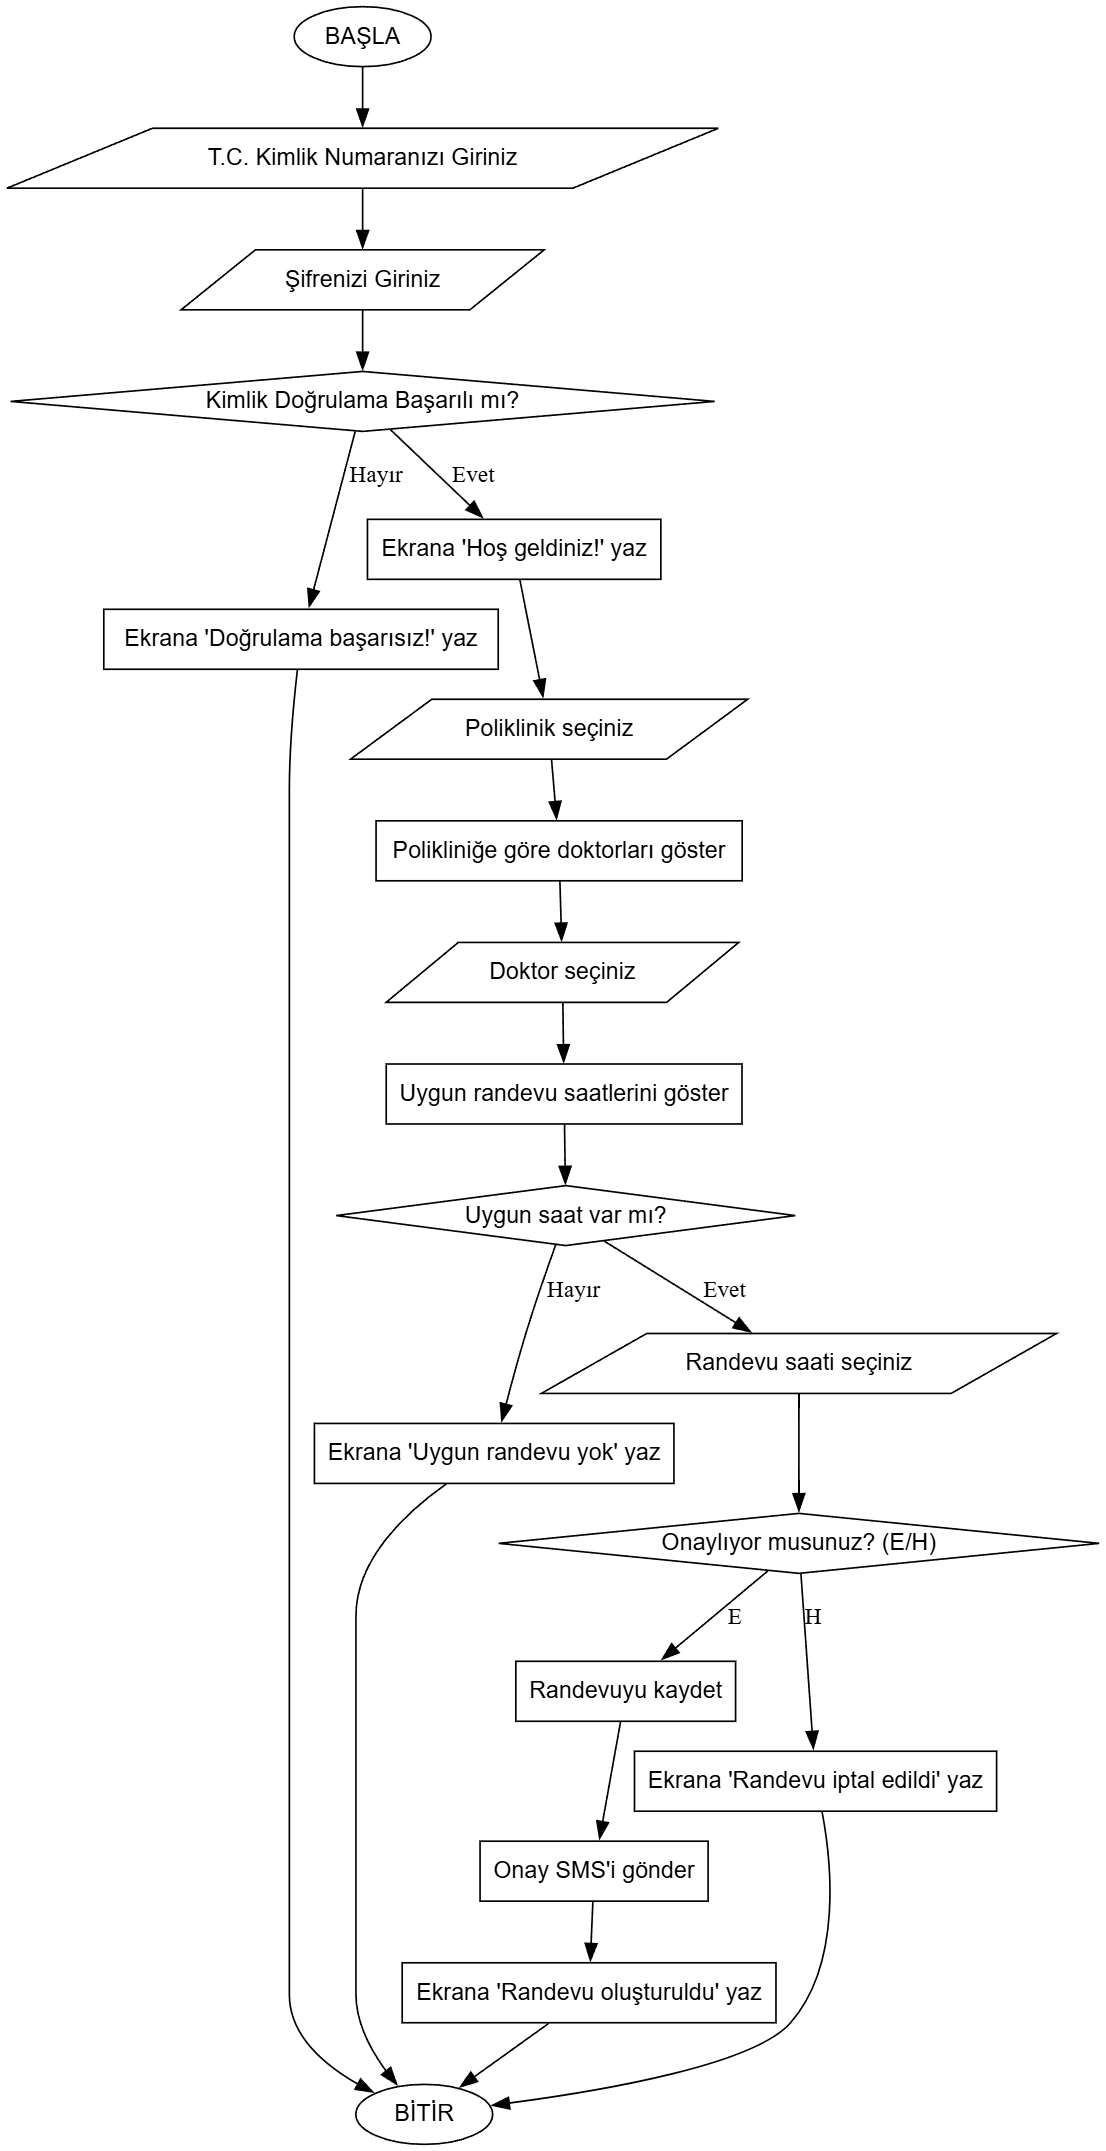 BAŞLA
T.C. Kimlik Numaranızı Giriniz
Şifrenizi Giriniz
Kimlik Doğrulama Başarılı mı?
Hayır
Evet
Ekrana 'Hoş geldiniz!' yaz
Ekrana 'Doğrulama başarısız!' yaz
Poliklinik seçiniz
Polikliniğe göre doktorları göster
Doktor seçiniz
Uygun randevu saatlerini göster
Uygun saat var mı?
Hayır
Evet
Randevu saati seçiniz
Ekrana 'Uygun randevu yok' yaz
Onaylıyor musunuz? (E/H)
E
H
Randevuyu kaydet
Ekrana 'Randevu iptal edildi' yaz
Onay SMS'i gönder
Ekrana 'Randevu oluşturuldu' yaz
BİTİR